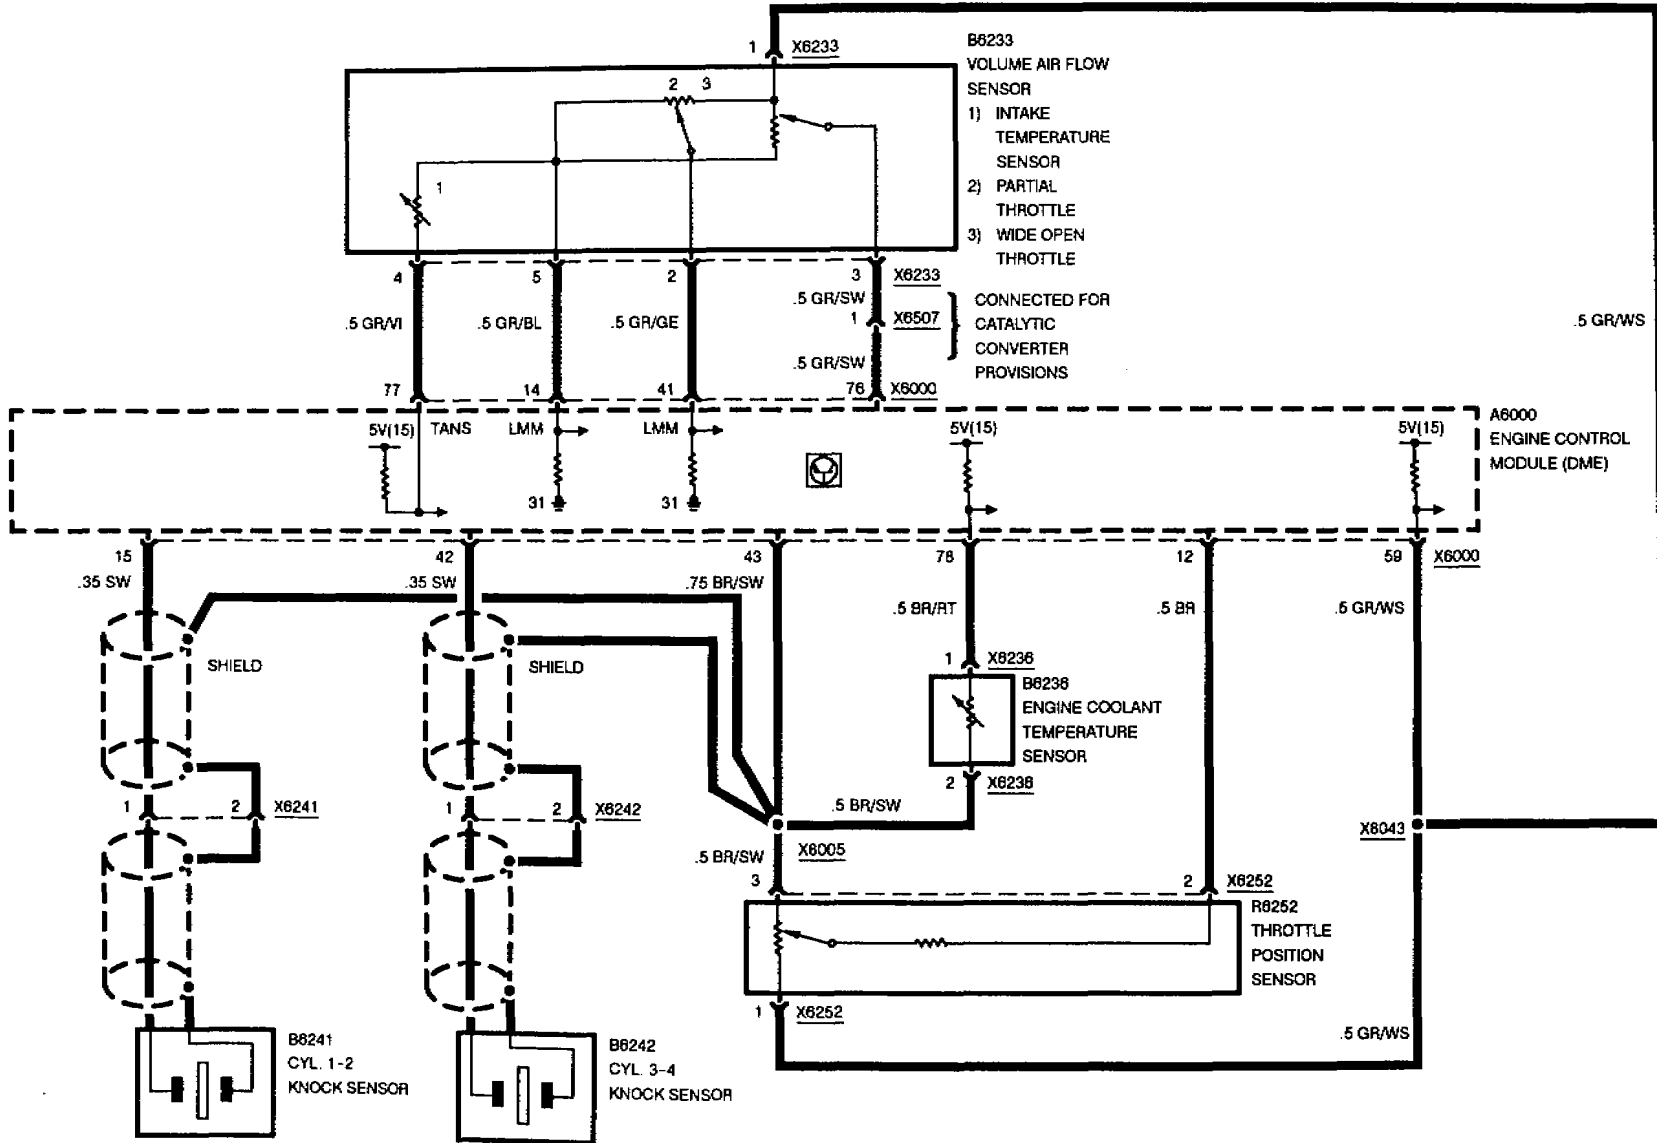 1 X6233
B6233
VOLUME AIR FLOW
SENSOR
1) INTAKE
TEMPERATURE
SENSOR
2) PARTIAL
THROTTLE
3) WIDE OPEN
THROTTLE
2 3
1
4 5 2 3 X6233
.5 GR/VI .5 GR/BL .5 GR/GE .5 GR/SW
1 X6507
.5 GR/SW
CONNECTED FOR
CATALYTIC
CONVERTER
PROVISIONS
.5 GR/WS
77 14 41 76 X6000
5V(15) TANS LMM LMM 5V(15) 5V(15)
31 31
A6000
ENGINE CONTROL
MODULE (DME)
15 42 43 78 12 59 X6000
.35 SW .35 SW .75 BR/SW .5 BR/RT .5 BR .5 GR/WS
SHIELD SHIELD
1 X6236
B6236
ENGINE COOLANT
TEMPERATURE
SENSOR
2 X6236
.5 BR/SW
1 2 X6241
1 2 X6242
X6005
X6043
.5 BR/SW
3 2 X6252
R6252
THROTTLE
POSITION
SENSOR
1 X6252
.5 GR/WS
B6241
CYL. 1-2
KNOCK SENSOR
B6242
CYL. 3-4
KNOCK SENSOR